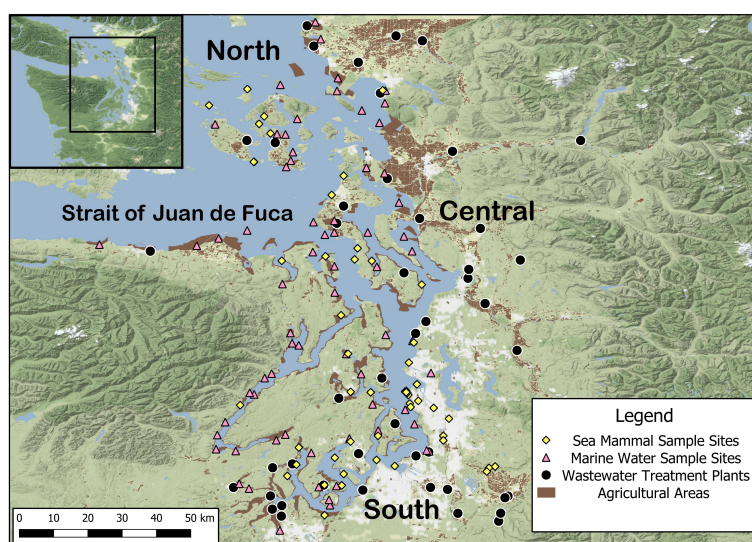 North
Strait of Juan de Fuca
Central
South
Legend
Sea Mammal Sample Sites
Marine Water Sample Sites
Wastewater Treatment Plants
Agricultural Areas
0 10 20 30 40 50 km